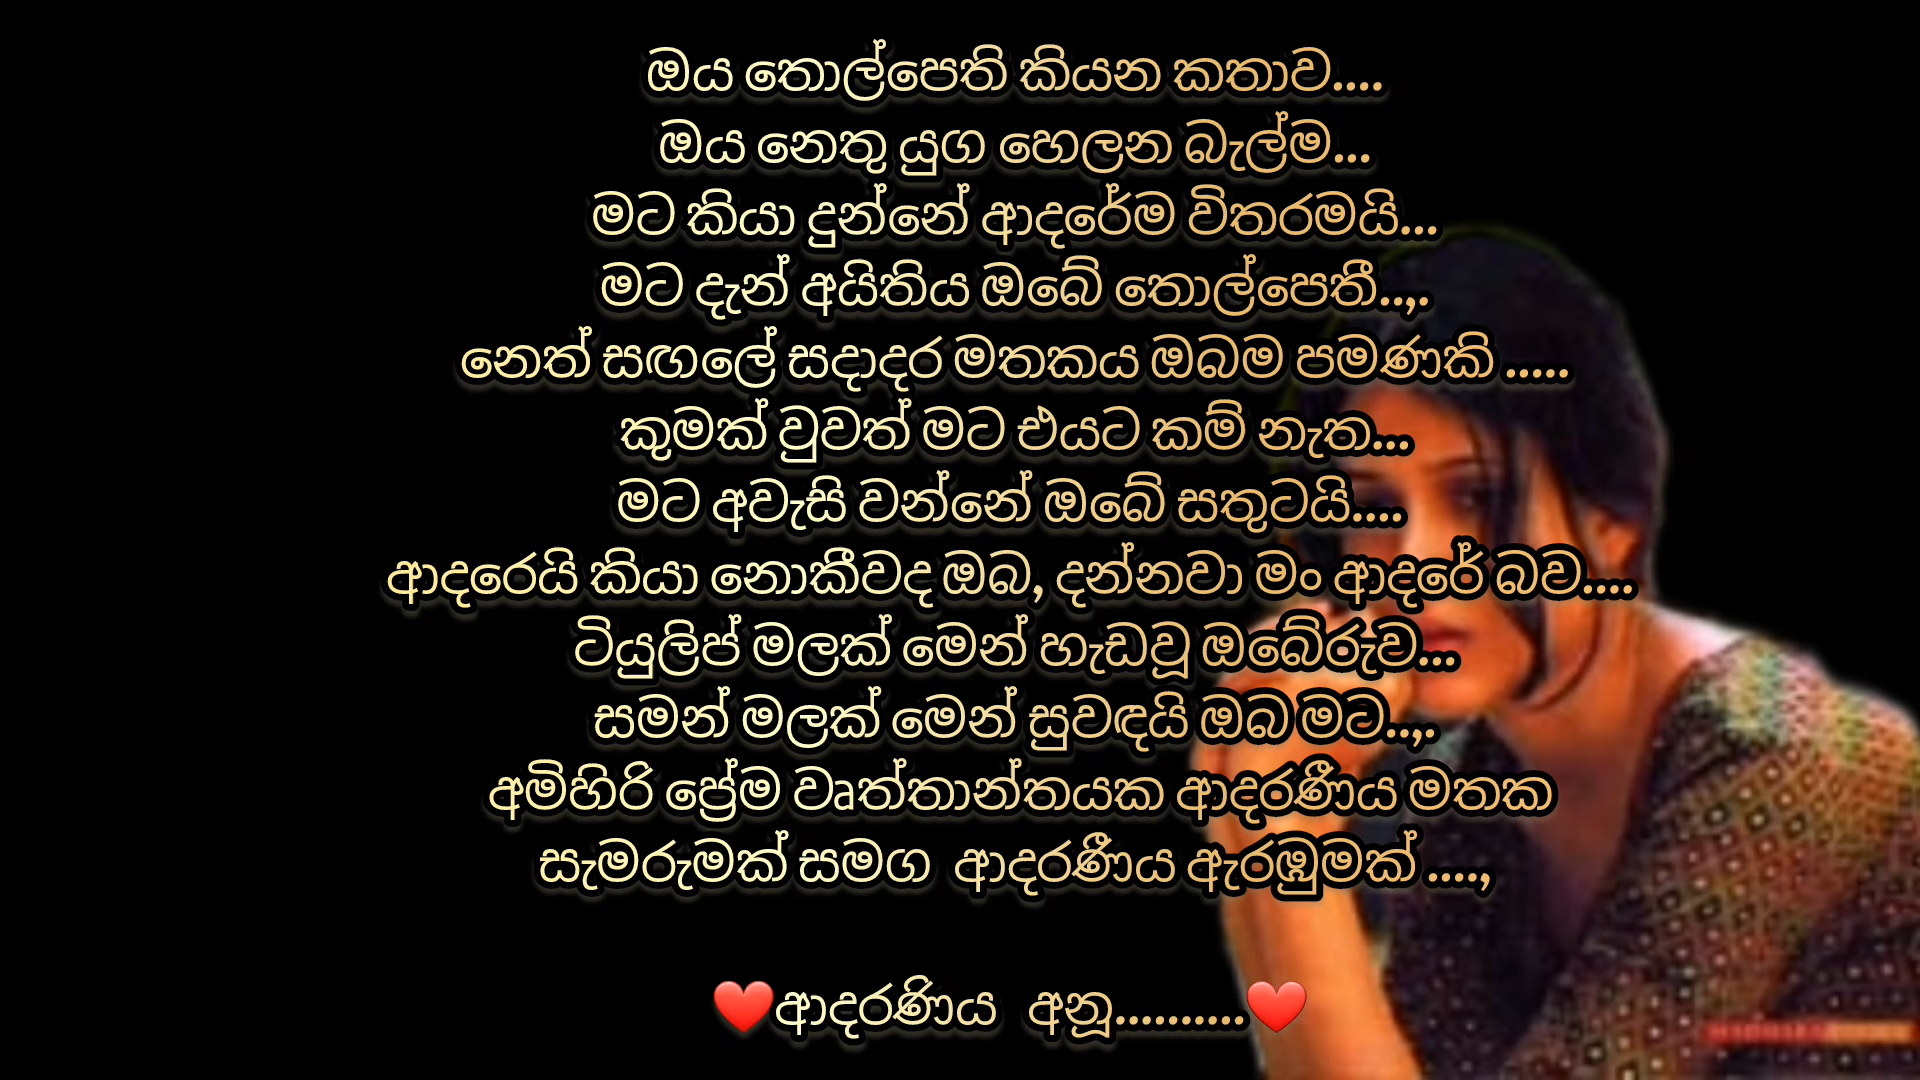 ඔය තොල්පෙති කියන කතාව....
ඔය නෙතු යුග හෙලන බැල්ම...
මට කියා දුන්නේ ආදරේම විතරමයි...
මට දැන් අයිතිය ඔබේ තොල්පෙතී..,.
නෙත් සඟලේ සදාදර මතකය ඔබම පමණකි .....
කුමක් වුවත් මට එයට කම් නැත...
මට අවැසි වන්නේ ඔබේ සතුටයි....
ආදරෙයි කියා නොකීවද ඔබ, දන්නවා මං ආදරේ බව....
ටියුලිප් මලක් මෙන් හැඩවූ ඔබේරුව...
සමන් මලක් මෙන් සුවඳයි ඔබ මට..,.
අමිහිරි ප්‍රේම වෘත්තාන්තයක ආදරණීය මතක
සැමරුමක් සමග ආදරණීය ඇරඹුමක් ....,
❤️ආදරණිය අනූ..........❤️